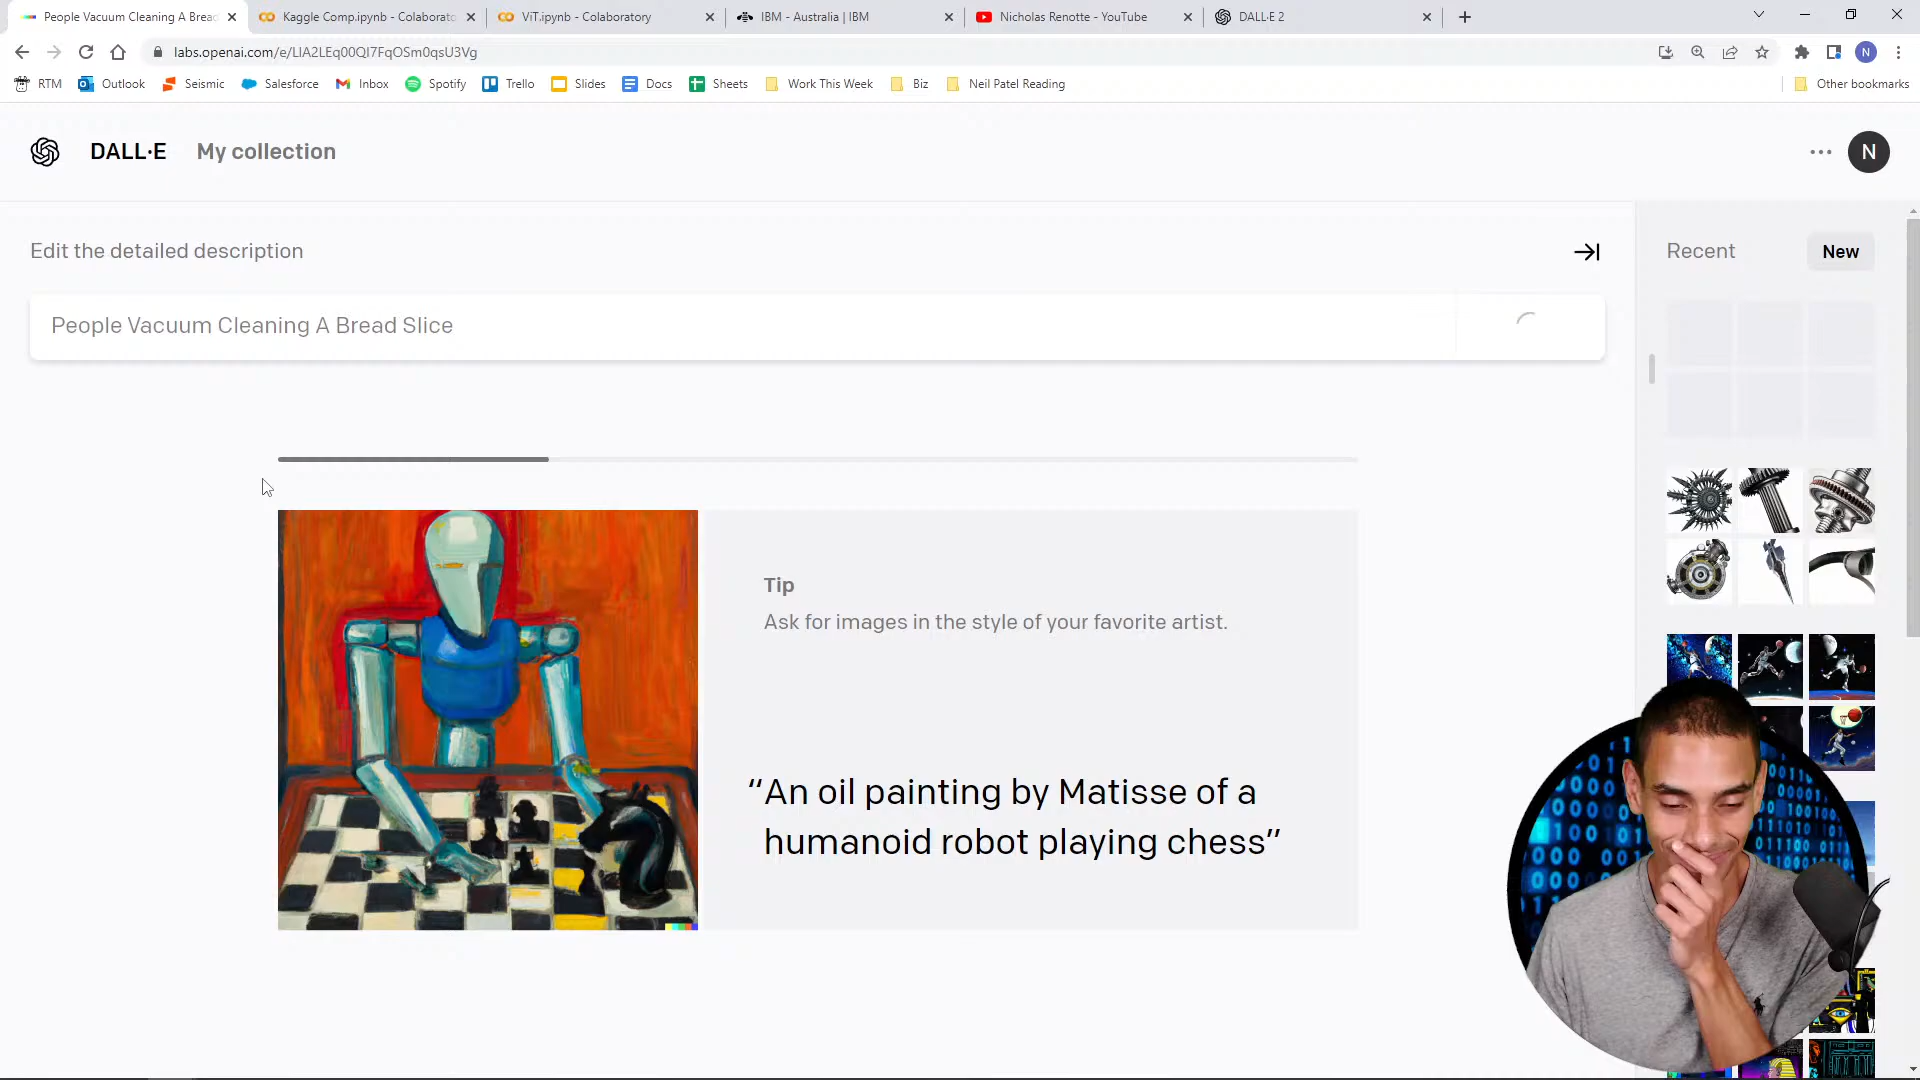 People Vacuum Cleaning A Bread
Kaggle Comp.ipynb - Colaborato
ViT.ipynb - Colaboratory
IBM - Australia | IBM
Nicholas Renotte - YouTube
DALL·E 2
labs.openai.com/e/LIA2LEq00QI7FqOSm0qsU3Vg
N
RTM
Outlook
Seismic
Salesforce
Inbox
Spotify
Trello
Slides
Docs
Sheets
Work This Week
Biz
Neil Patel Reading
Other bookmarks
DALL·E
My collection
N
Edit the detailed description
Recent
New
People Vacuum Cleaning A Bread Slice
Tip
Ask for images in the style of your favorite artist.
“An oil painting by Matisse of a
humanoid robot playing chess”